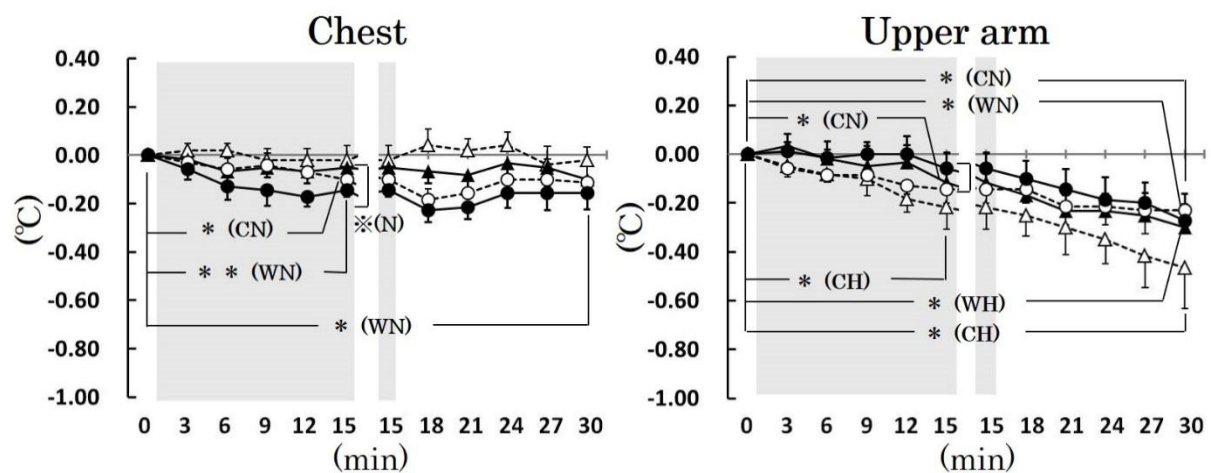 Chest
0.40
0.20
0.00
-0.20
-0.40
-0.60
-0.80
-1.00
(℃)
※(N)
* (CN)
* * (WN)
* (WN)
0 3 6 9 12 15 15 18 21 24 27 30
(min)
Upper arm
0.40
0.20
0.00
-0.20
-0.40
-0.60
-0.80
-1.00
(℃)
* (CN)
* (WN)
* (CN)
* (CH)
* (WH)
* (CH)
0 3 6 9 12 15 15 18 21 24 27 30
(min)